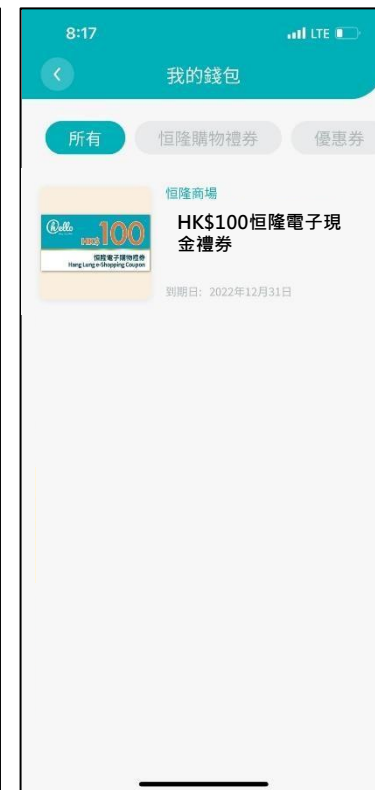 8:17
LTE
我的錢包
所有
恒隆購物禮券
優惠券
恒隆商場
HK$100恒隆電子現
金禮券
hello
HK$100
恒隆電子購物禮券
Hang Lung e-Shopping Coupon
到期日: 2022年12月31日